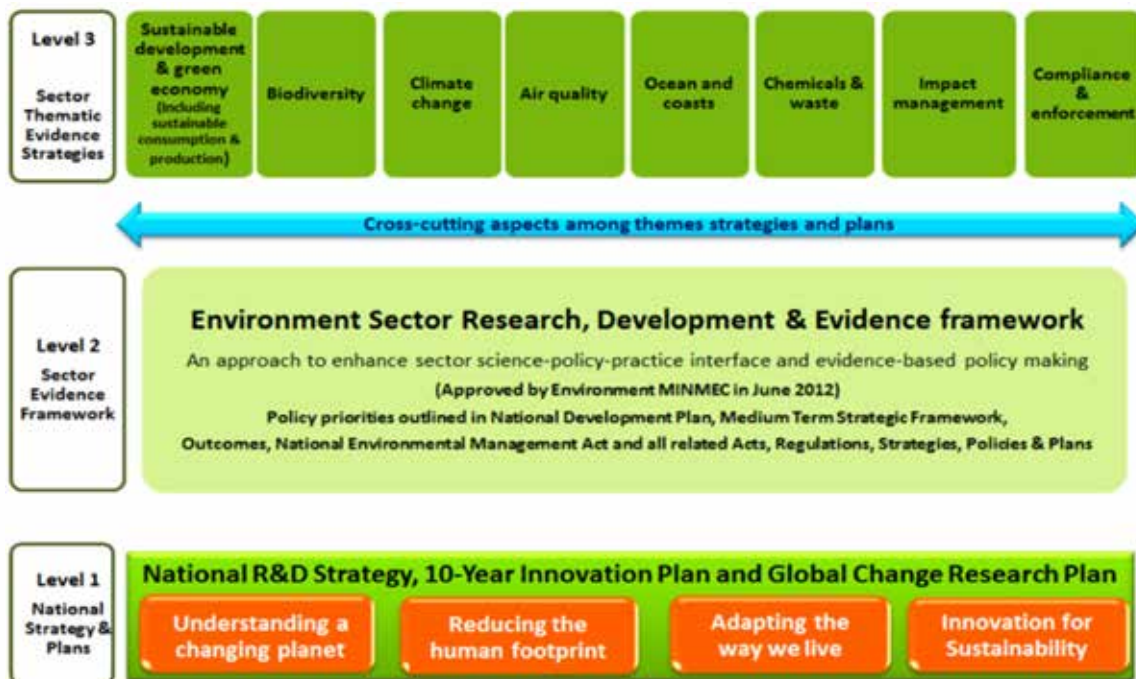 Level 3
Sector
Thematic
Evidence
Strategies
Sustainable
development
& green
economy
(Including
sustainable
consumption &
production)
Biodiversity
Climate
change
Air quality
Ocean and
coasts
Chemicals &
waste
Impact
management
Compliance
&
enforcement
Cross-cutting aspects among themes strategies and plans
Level 2
Sector
Evidence
Framework
Environment Sector Research, Development & Evidence framework
An approach to enhance sector science-policy-practice interface and evidence-based policy making
(Approved by Environment MINMEC in June 2012)
Policy priorities outlined in National Development Plan, Medium Term Strategic Framework,
Outcomes, National Environmental Management Act and all related Acts, Regulations, Strategies, Policies & Plans
Level 1
National
Strategy &
Plans
National R&D Strategy, 10-Year Innovation Plan and Global Change Research Plan
Understanding a
changing planet
Reducing the
human footprint
Adapting the
way we live
Innovation for
Sustainability